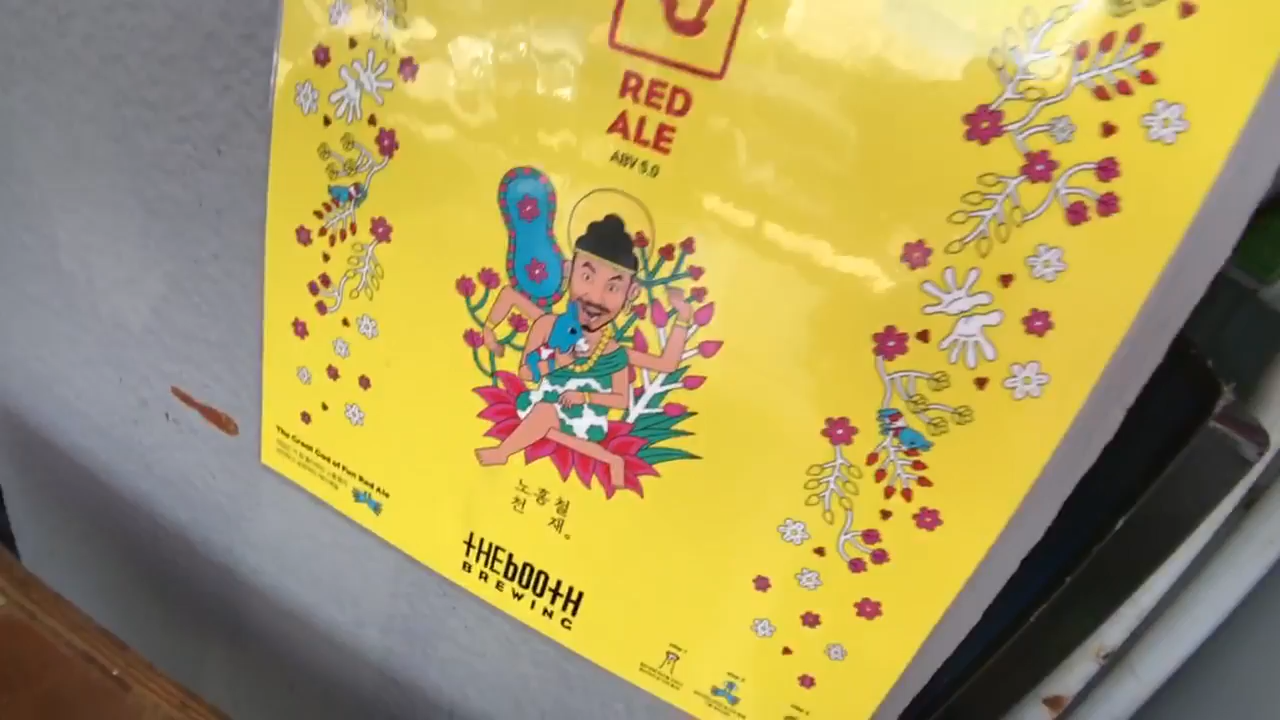 RED
ALE
ABV 5.0
The Great God of Fun Red Ale
노홍철
천 재。
THE BOOTH
BREWING